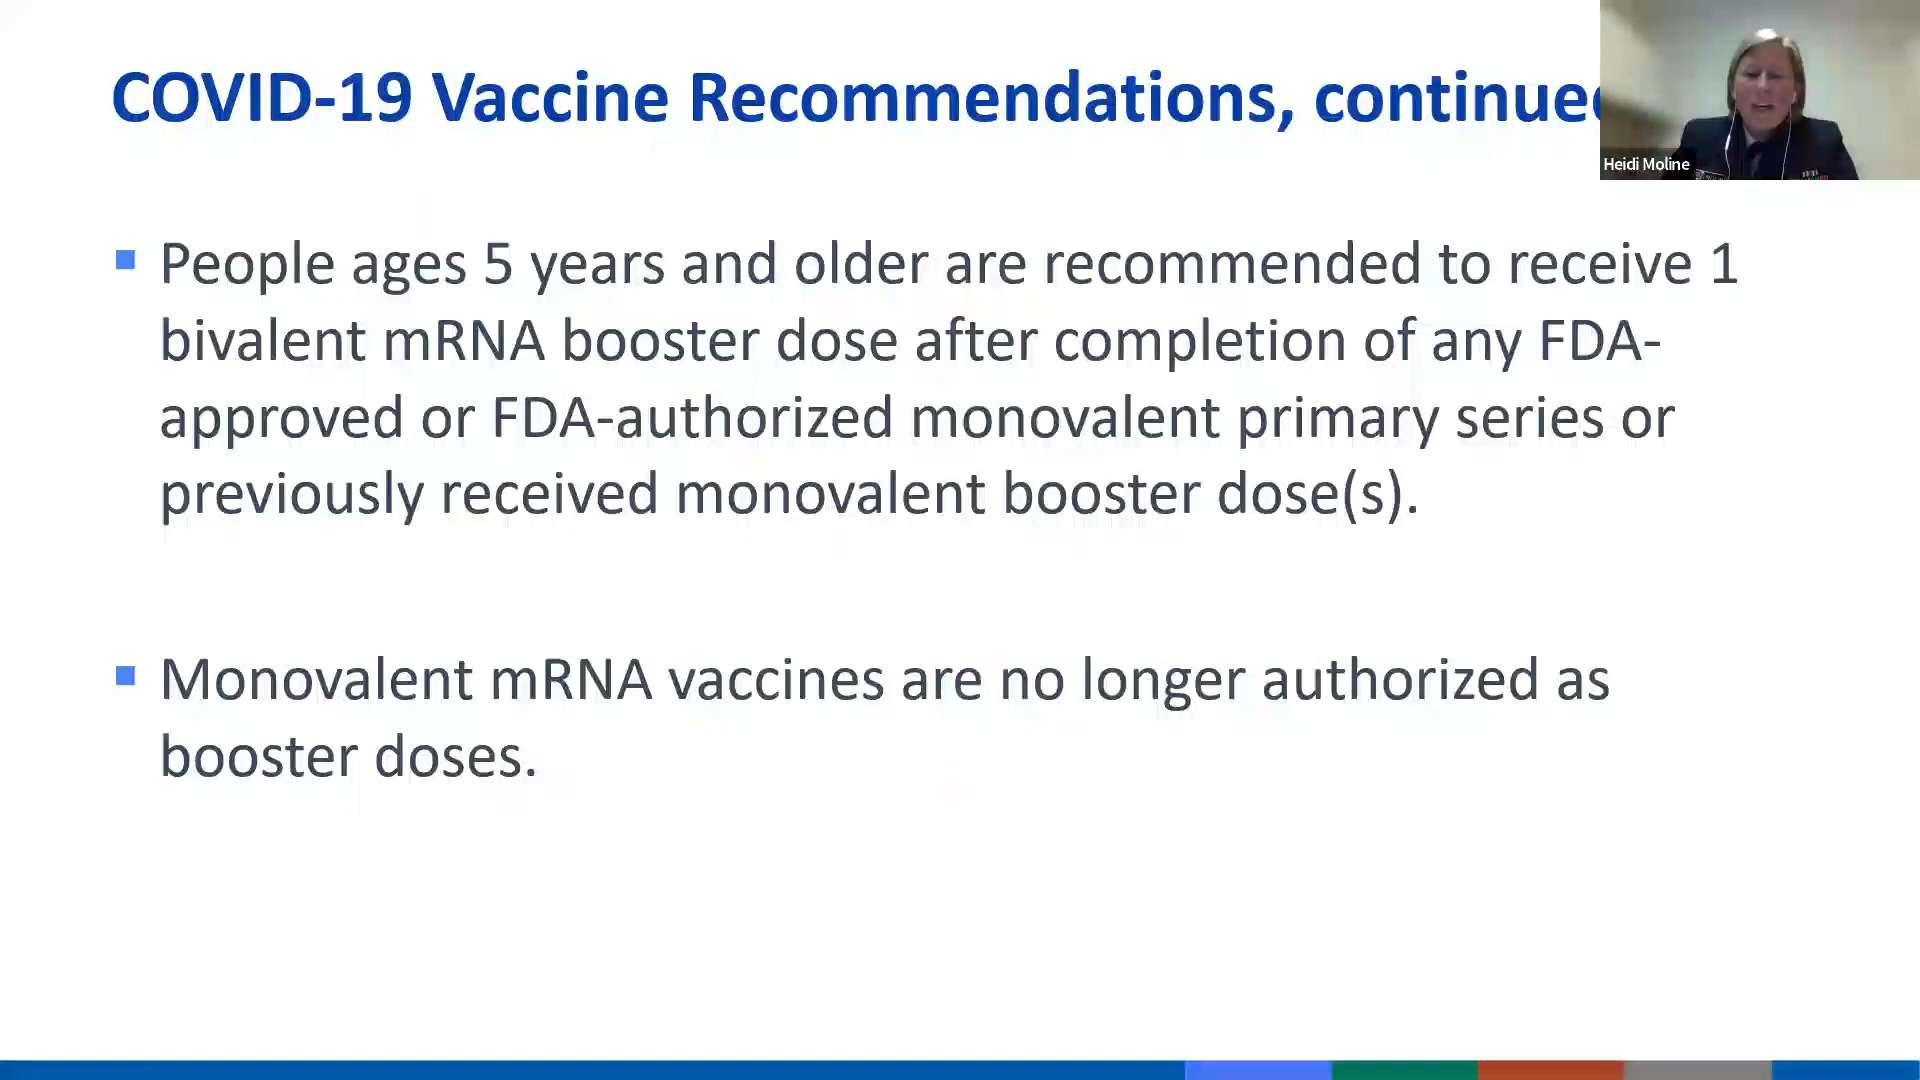 COVID-19 Vaccine Recommendations, continued
Heidi Moline
People ages 5 years and older are recommended to receive 1
bivalent mRNA booster dose after completion of any FDA-
approved or FDA-authorized monovalent primary series or
previously received monovalent booster dose(s).
Monovalent mRNA vaccines are no longer authorized as
booster doses.